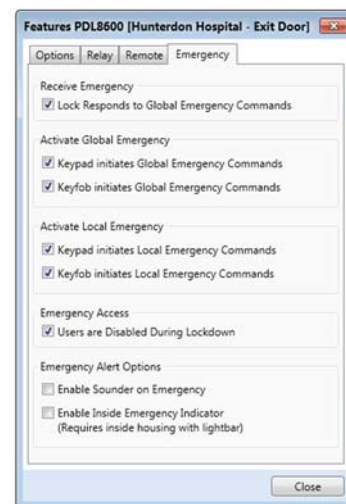 Features PDL8600 [Hunterdon Hospital - Exit Door]
Options Relay Remote Emergency
Receive Emergency
Lock Responds to Global Emergency Commands
Activate Global Emergency
Keypad initiates Global Emergency Commands
Keyfob initiates Global Emergency Commands
Activate Local Emergency
Keypad initiates Local Emergency Commands
Keyfob initiates Local Emergency Commands
Emergency Access
Users are Disabled During Lockdown
Emergency Alert Options
Enable Sounder on Emergency
Enable Inside Emergency Indicator
(Requires inside housing with lightbar)
Close